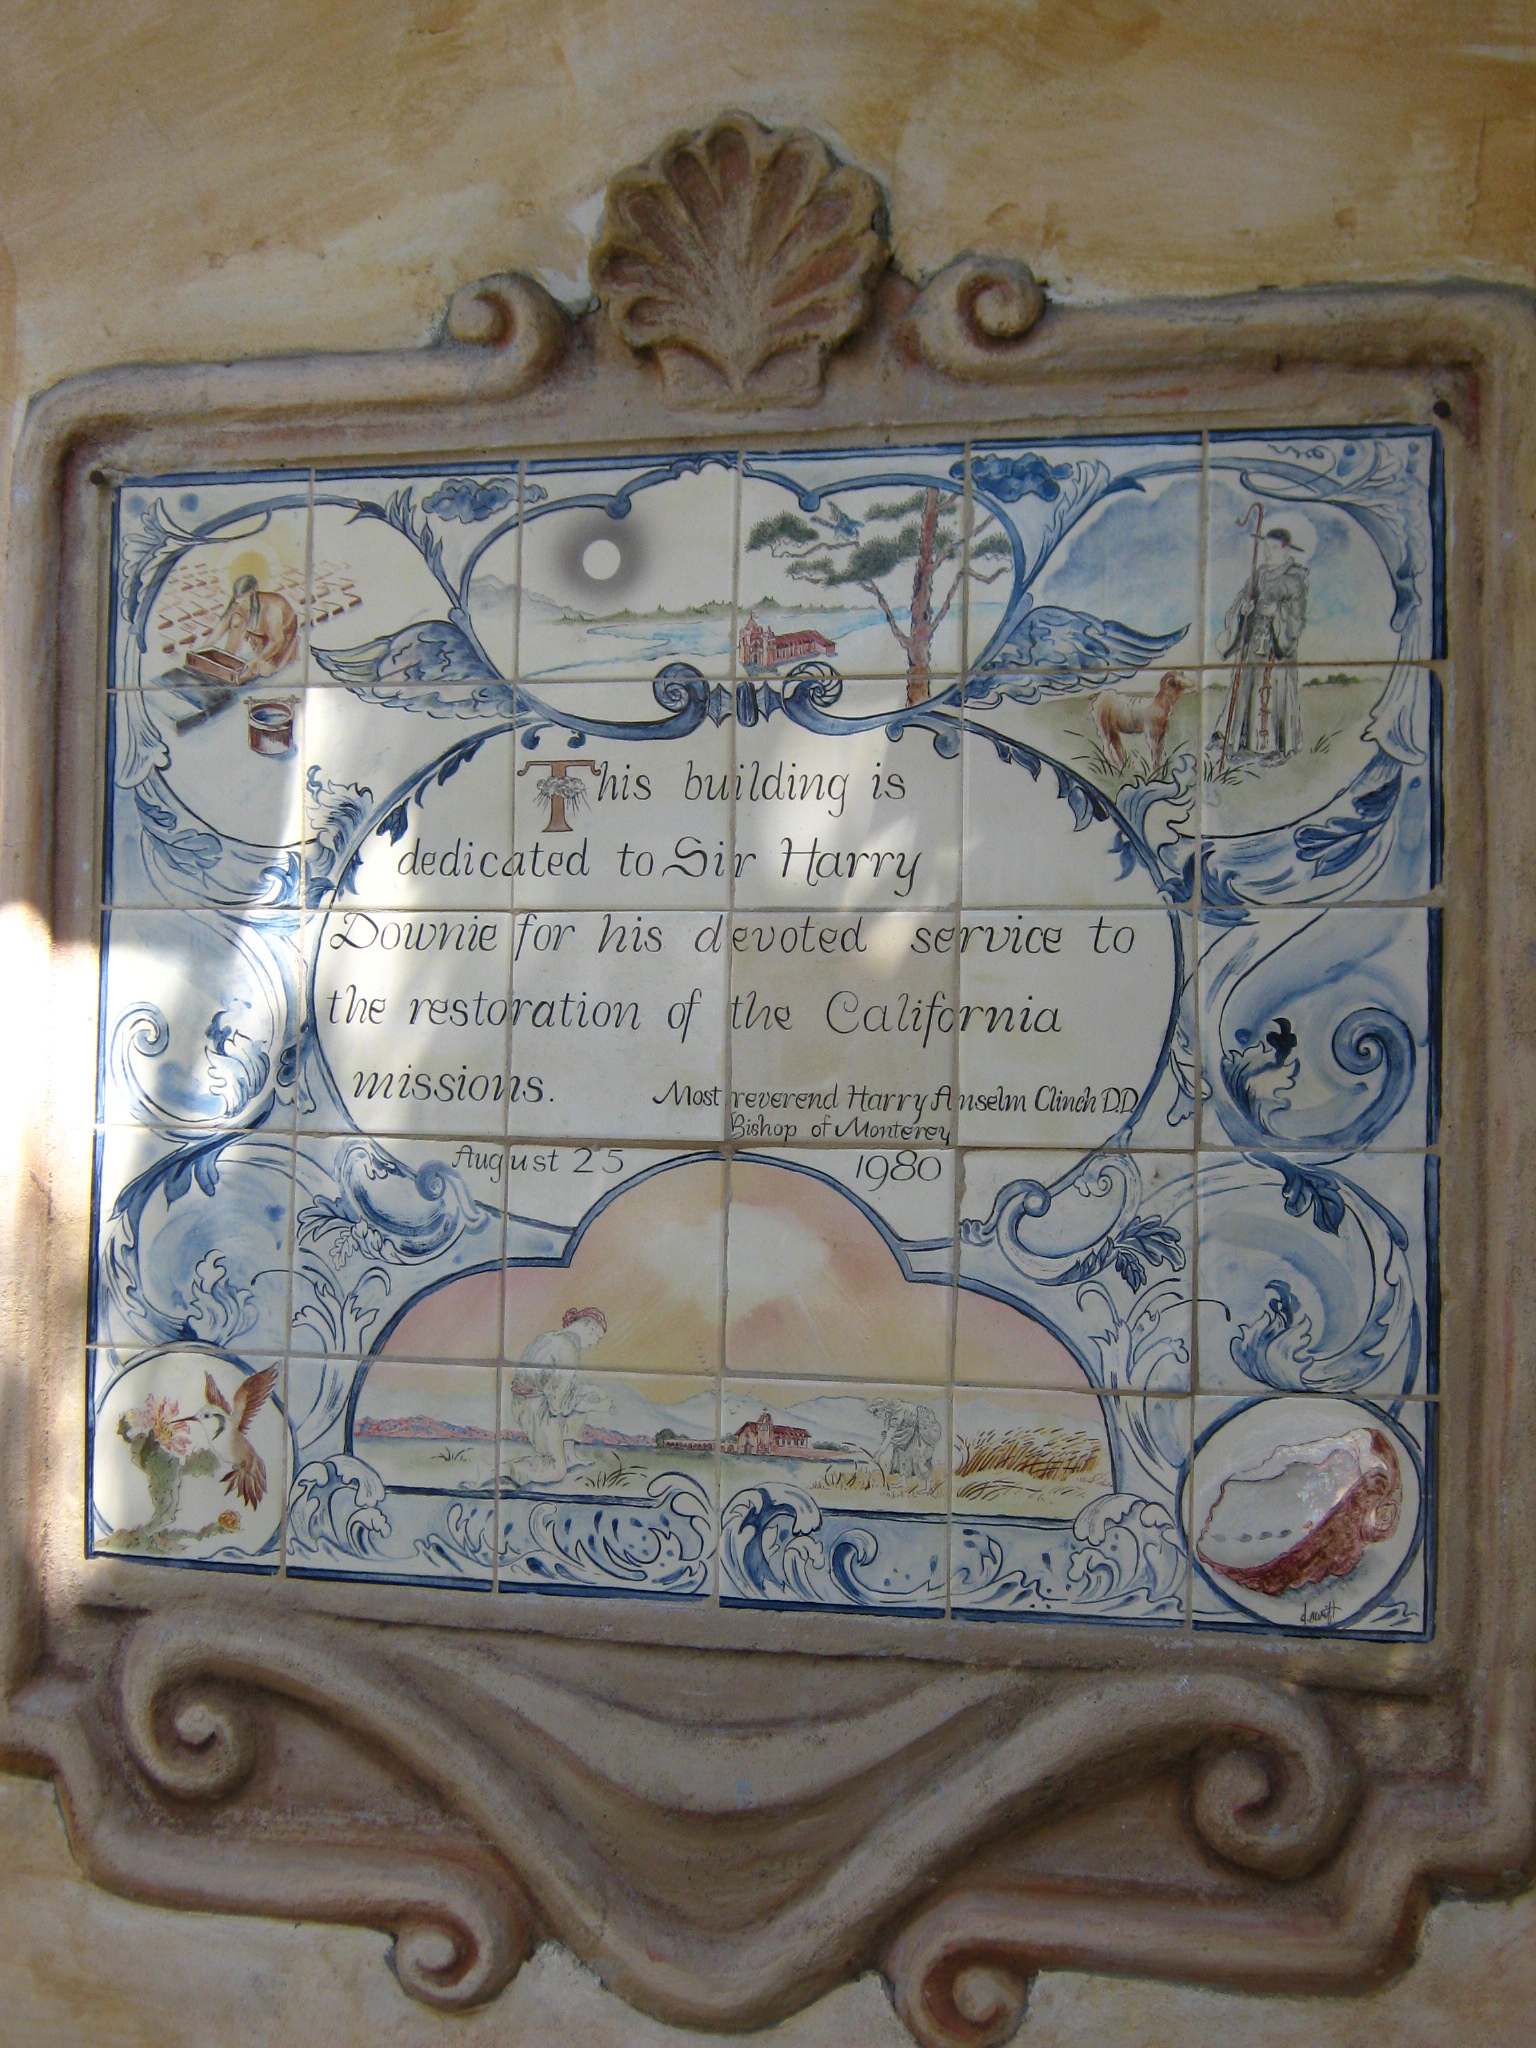 This building is
dedicated to Sir Harry
Downie for his devoted service to
the restoration of the California
missions. Most reverend Harry Anselm Clinch D.D.
Bishop of Monterey
August 25 1980